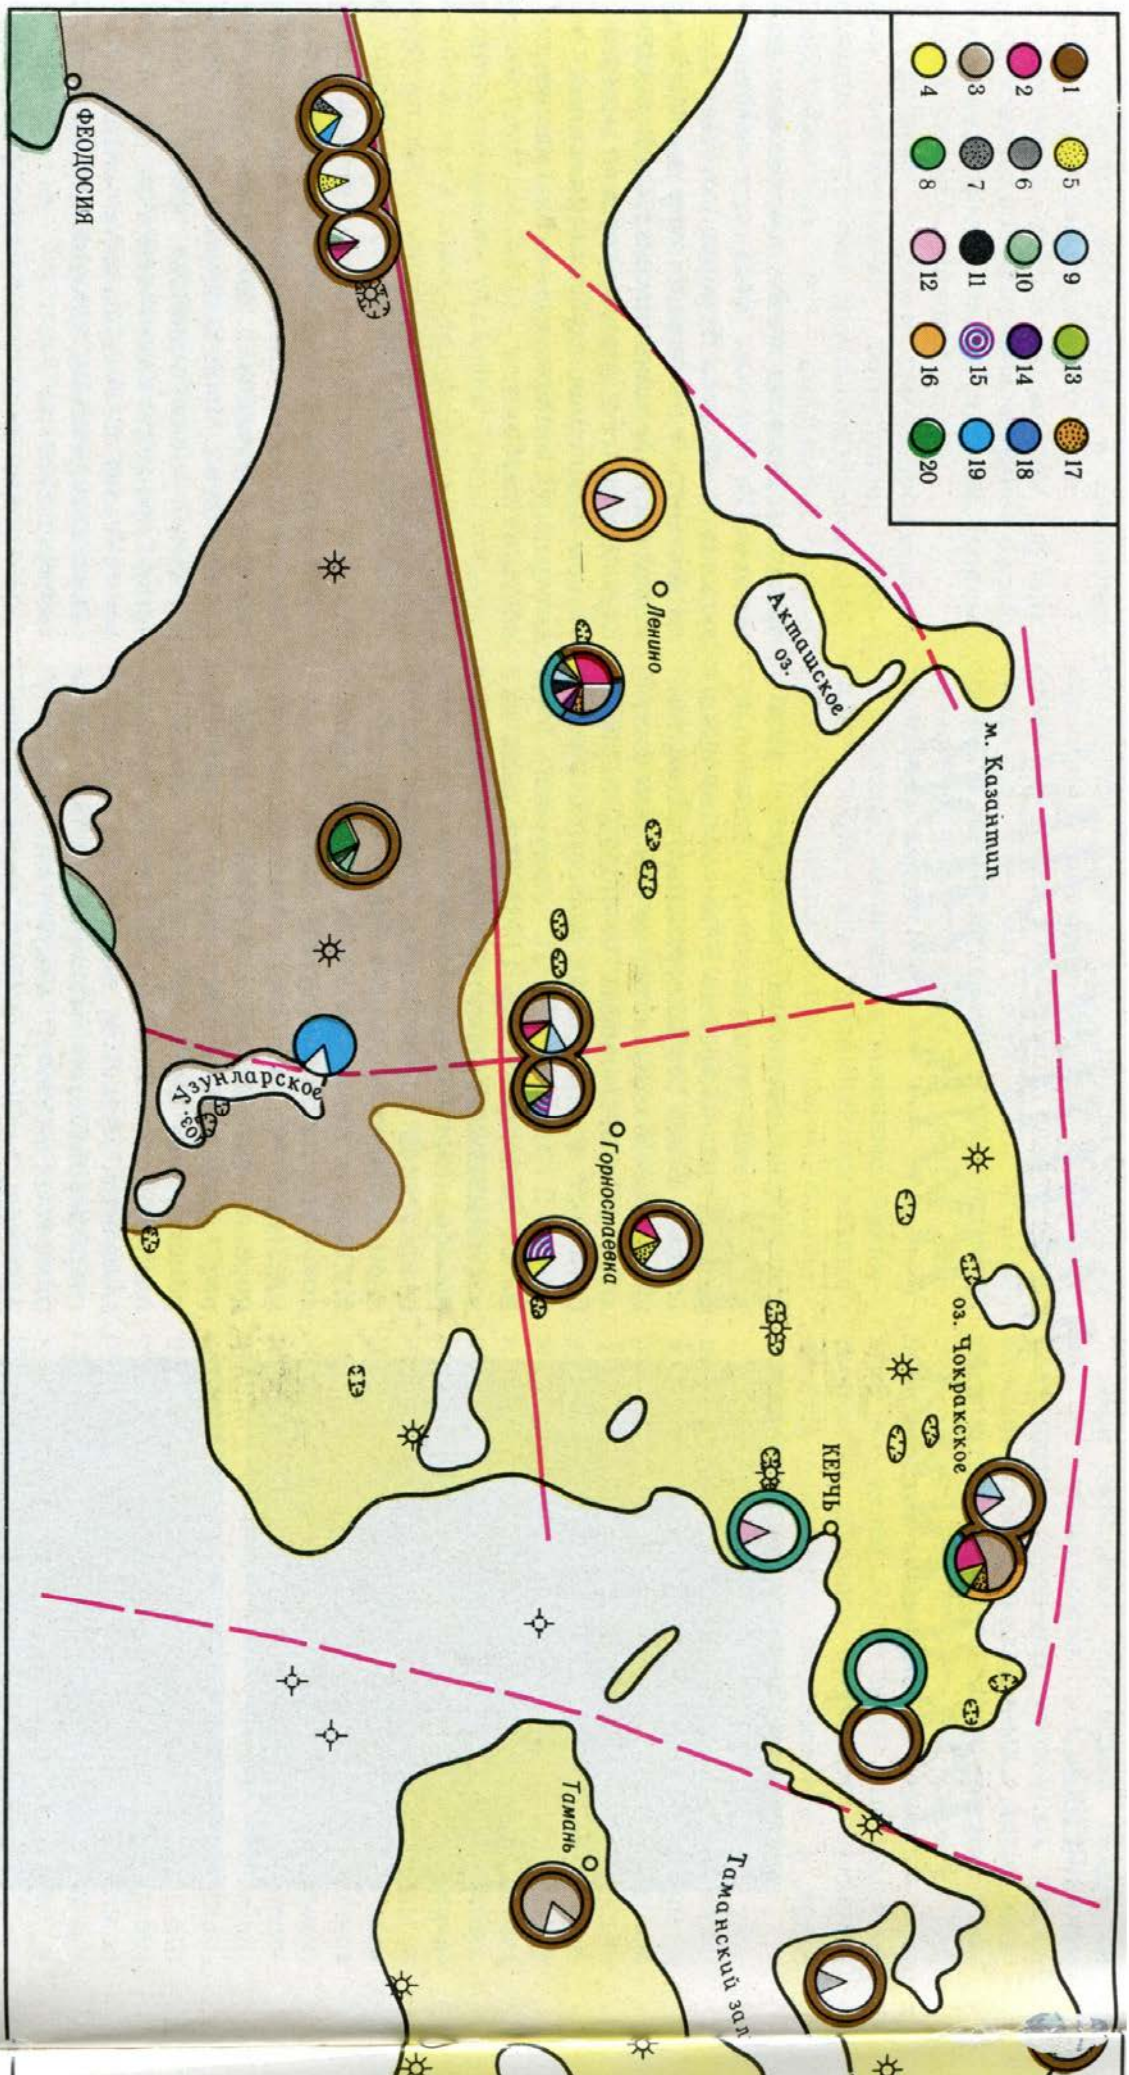 1 5 9 13 17
2 6 10 14 18
3 7 11 15 19
4 8 12 16 20
ФЕОДОСИЯ
Ленино
Акташское
оз.
м. Казантип
оз. Узунларское
Горностаевка
оз. Чокракское
КЕРЧЬ
Тамань
Таманский зал